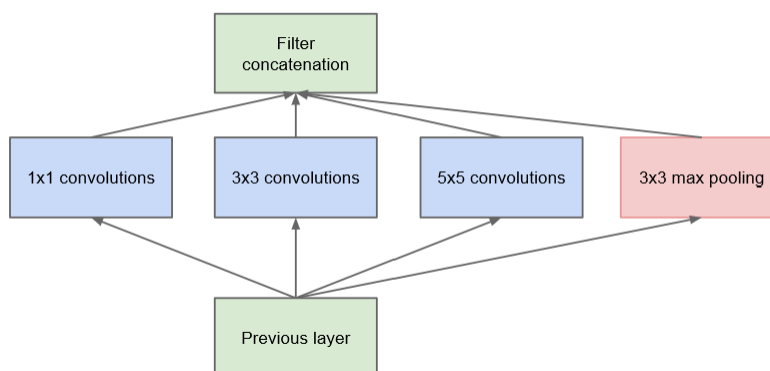 Filter
concatenation
1x1 convolutions
3x3 convolutions
5x5 convolutions
3x3 max pooling
Previous layer